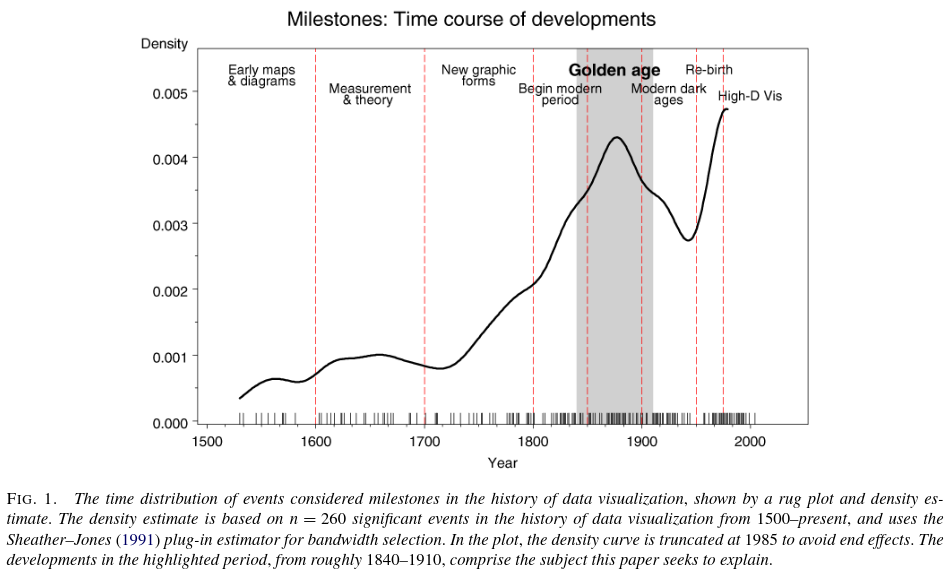 Milestones: Time course of developments
Density
Early maps
& diagrams
Measurement
& theory
New graphic
forms
Begin modern
period
Golden age
Modern dark
ages
Re-birth
High-D Vis
0.005
0.004
0.003
0.002
0.001
0.000
1500 1600 1700 1800 1900 2000
Year
FIG. 1. The time distribution of events considered milestones in the history of data visualization, shown by a rug plot and density es-
timate. The density estimate is based on n = 260 significant events in the history of data visualization from 1500–present, and uses the
Sheather–Jones (1991) plug-in estimator for bandwidth selection. In the plot, the density curve is truncated at 1985 to avoid end effects. The
developments in the highlighted period, from roughly 1840–1910, comprise the subject this paper seeks to explain.